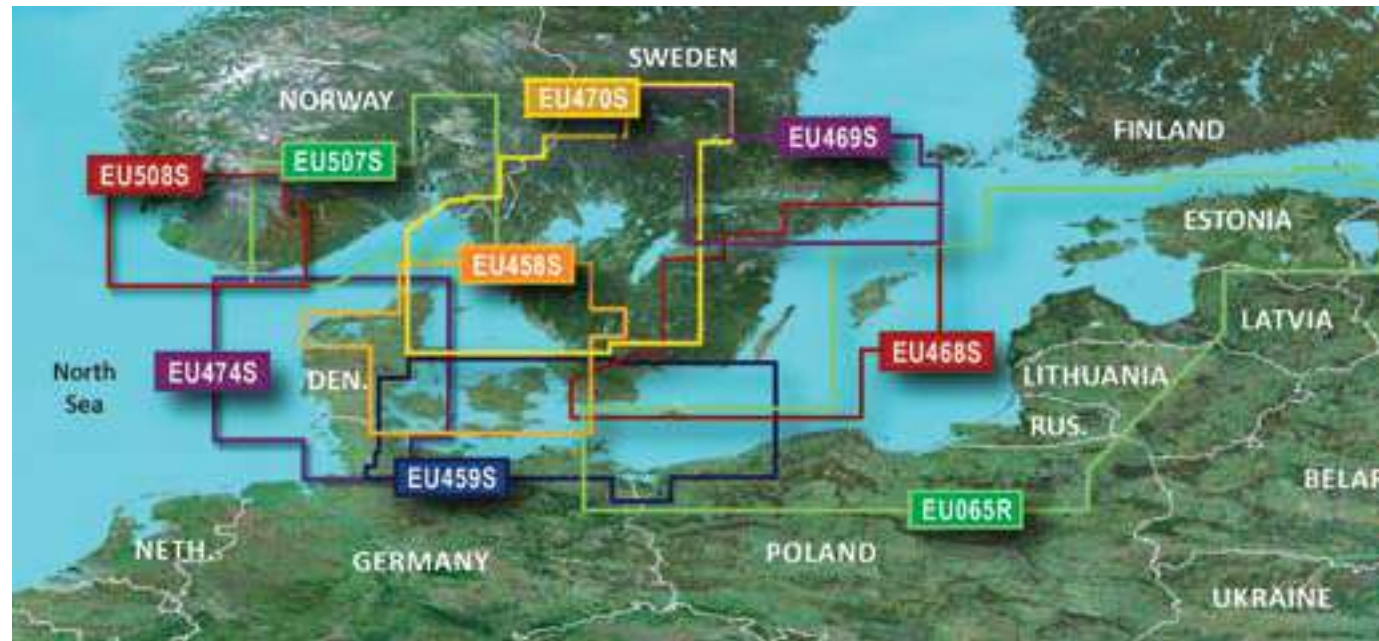 SWEDEN
EU470S
NORWAY
FINLAND
EU469S
EU507S
EU508S
ESTONIA
EU458S
LATVIA
EU468S
North
Sea
EU474S
DEN.
LITHUANIA
RUS.
EU459S
BELAR
EU065R
NETH.
GERMANY
POLAND
UKRAINE